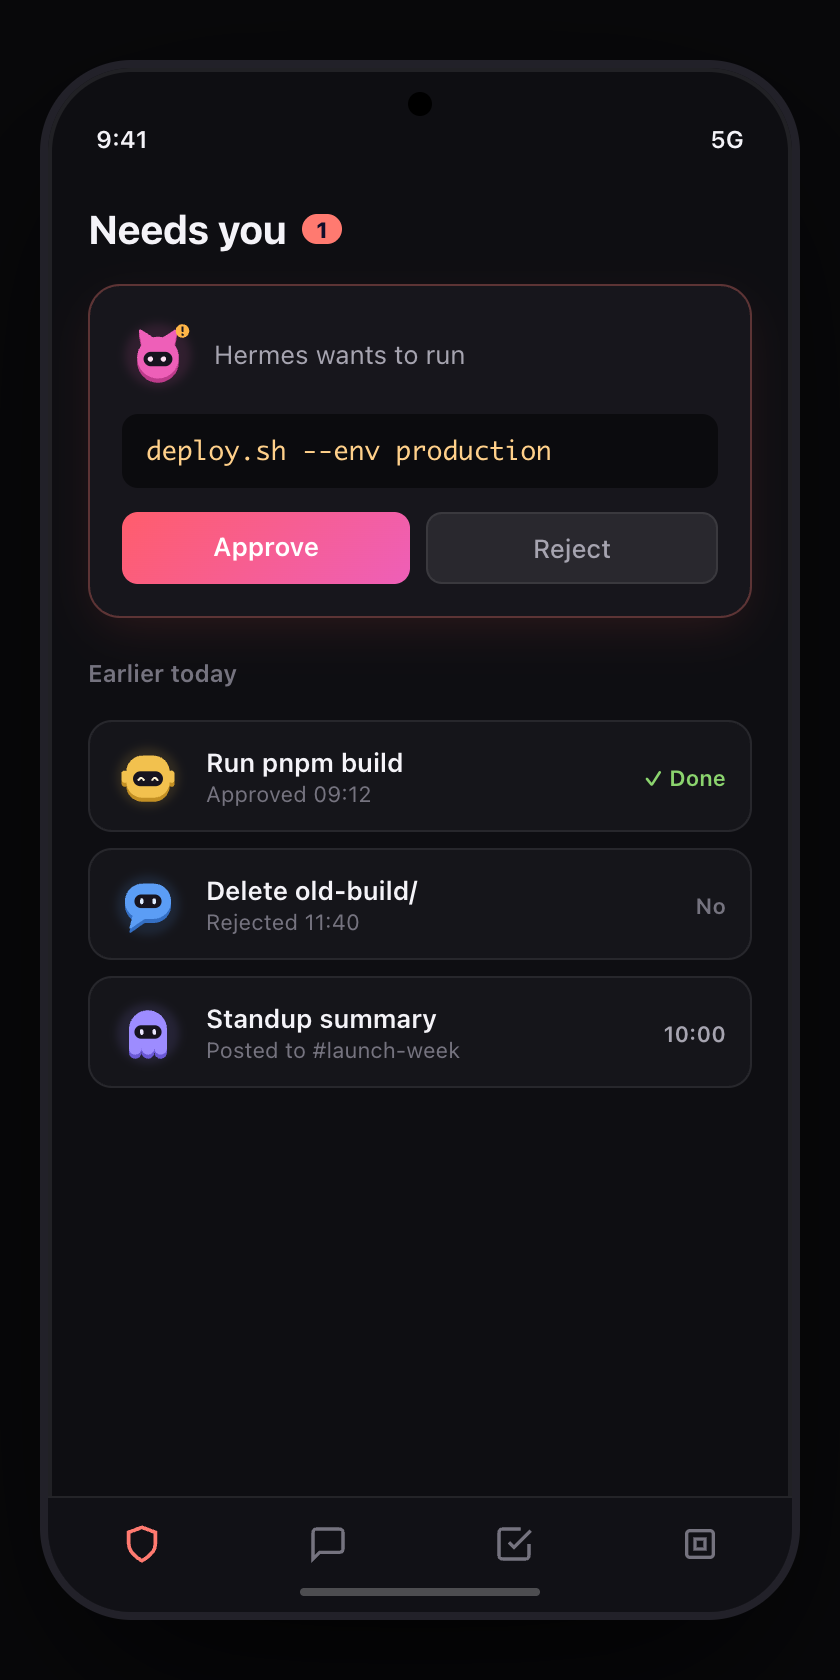 9:41
5G
Needs you 1
Hermes wants to run
deploy.sh --env production
Approve
Reject
Earlier today
Run pnpm build
Approved 09:12
✓ Done
Delete old-build/
Rejected 11:40
No
Standup summary
Posted to #launch-week
10:00